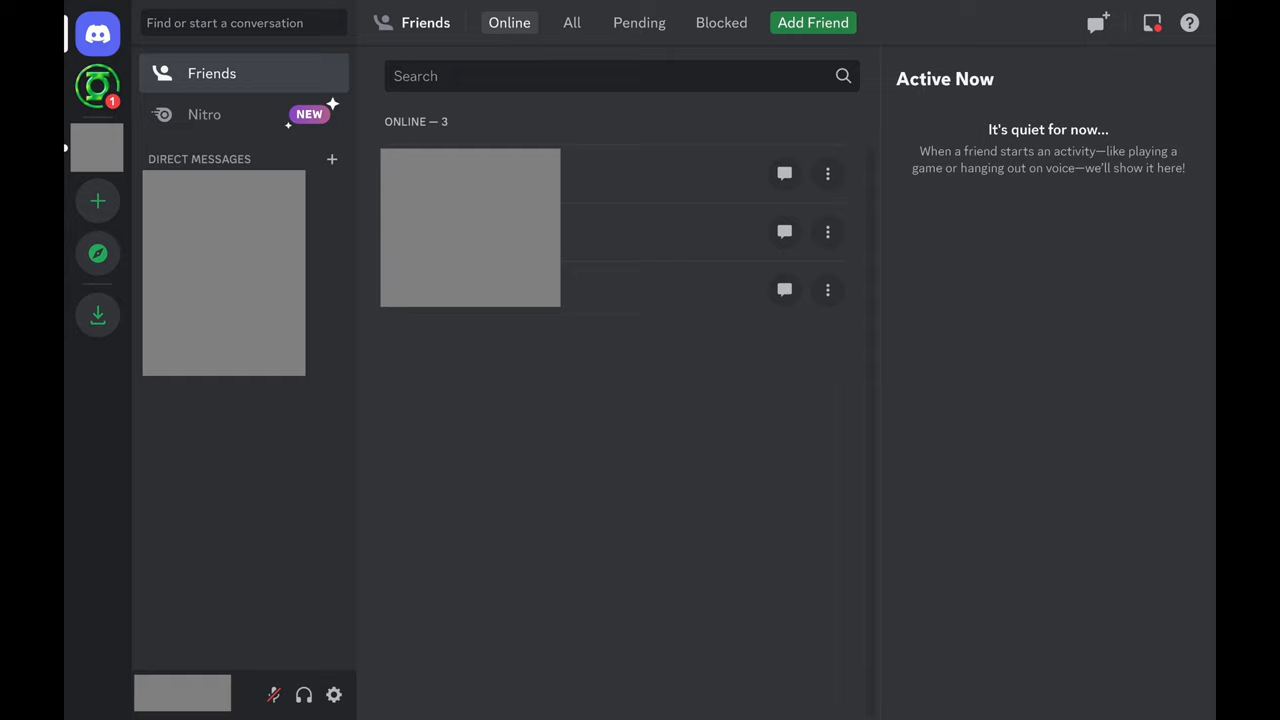 Find or start a conversation
Friends
Online
All
Pending
Blocked
Add Friend
1
Friends
Nitro
NEW
DIRECT MESSAGES
Search
ONLINE — 3
Active Now
It's quiet for now...
When a friend starts an activity—like playing a
game or hanging out on voice—we'll show it here!